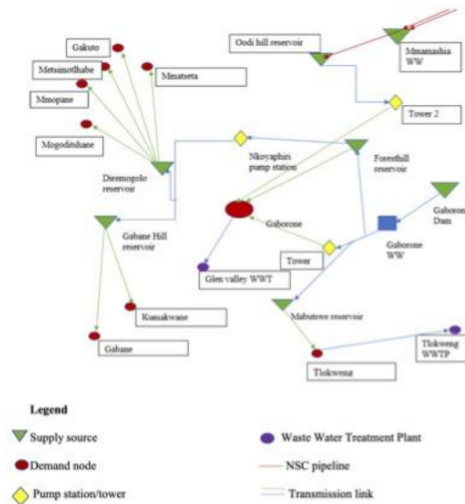 Gakuto
Oodi hill reservoir
Metsimotlhabe
Mmamashia
WW
Mmatseta
Mmopane
Tower 2
Mogoditshane
Nkoyaphiri
pump station
Diremogolo
reservoir
Foresthill
reservoir
Gaborone
Gaborone
Dam
Gabane Hill
reservoir
Tower
Gaborone
WW
Glen valley WWT
Mabutswe reservoir
Kumakwane
Gabane
Tlokweng
WWTP
Tlokweng
Legend
Supply source
Waste Water Treatment Plant
Demand node
NSC pipeline
Pump station/tower
Transmission link